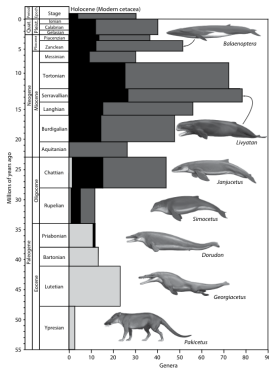 Quat.
Pleist.
Stage
Holocene (Modern cetacea)
0
Ionian
Calabrian
Gelasian
Piacenzian
Zanclean
Messinian
Tortonian
Serravallian
Langhian
Burdigalian
Aquitanian
Chattian
Rupelian
Priabonian
Bartonian
Lutetian
Ypresian
Neogene
Paleogene
Pliocene
Miocene
Oligocene
Eocene
Millions of years ago
5
10
15
20
25
30
35
40
45
50
55
Balaenoptera
Livyatan
Janjucetus
Simocetus
Dorudon
Georgiacetus
Pakicetus
0 10 20 30 40 50 60 70 80 90
Genera